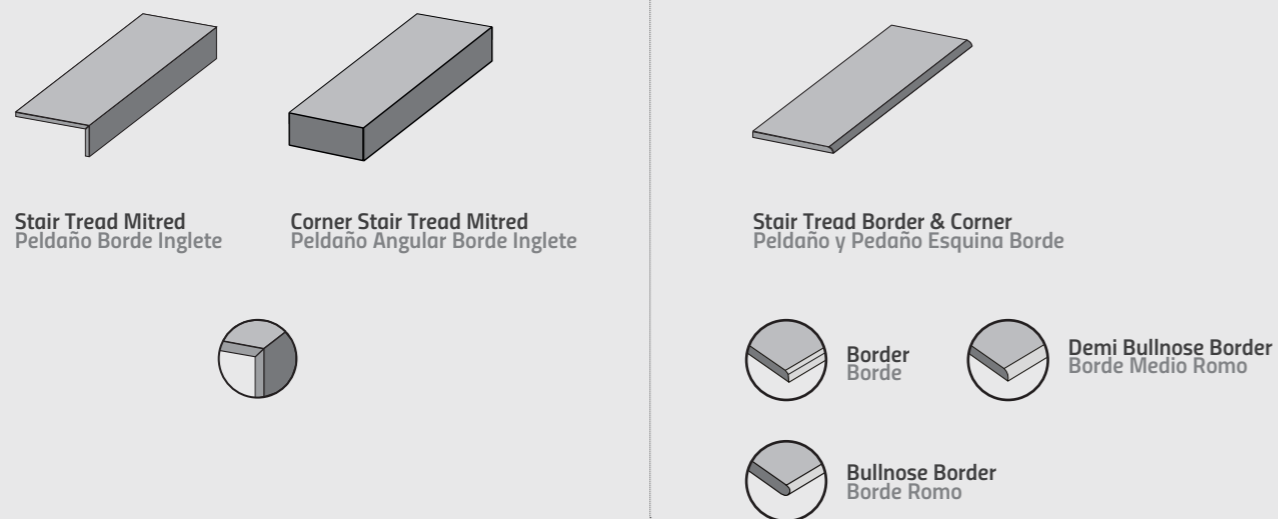 Stair Tread Mitred
Peldaño Borde Inglete
Corner Stair Tread Mitred
Peldaño Angular Borde Inglete
Stair Tread Border & Corner
Peldaño y Pedaño Esquina Borde
Border
Borde
Demi Bullnose Border
Borde Medio Romo
Bullnose Border
Borde Romo